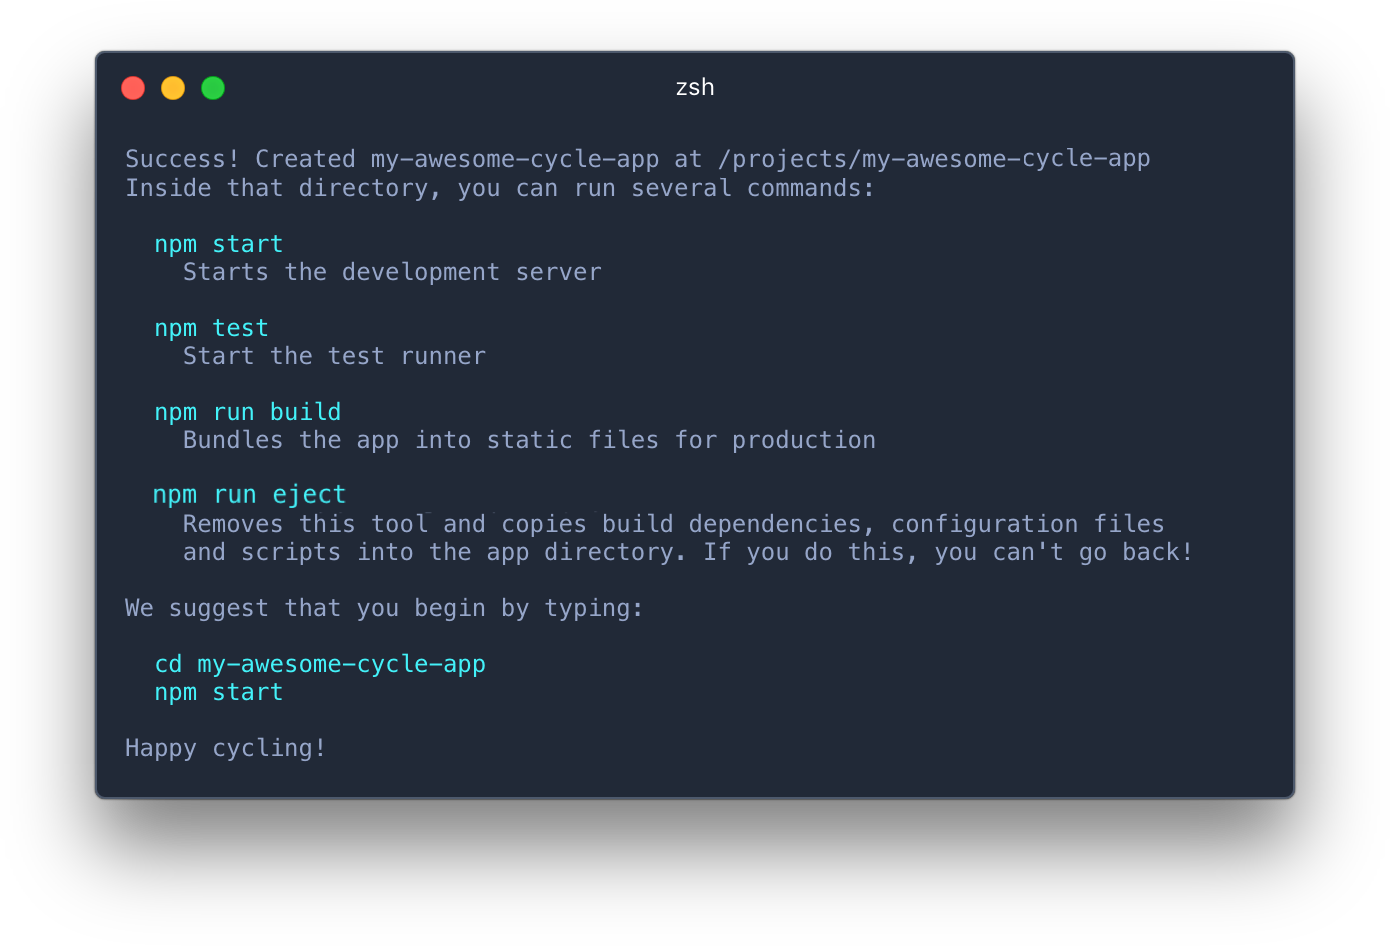 zsh
Success! Created my-awesome-cycle-app at /projects/my-awesome-cycle-app
Inside that directory, you can run several commands:
npm start
Starts the development server
npm test
Start the test runner
npm run build
Bundles the app into static files for production
npm run eject
Removes this tool and copies build dependencies, configuration files
and scripts into the app directory. If you do this, you can't go back!
We suggest that you begin by typing:
cd my-awesome-cycle-app
npm start
Happy cycling!